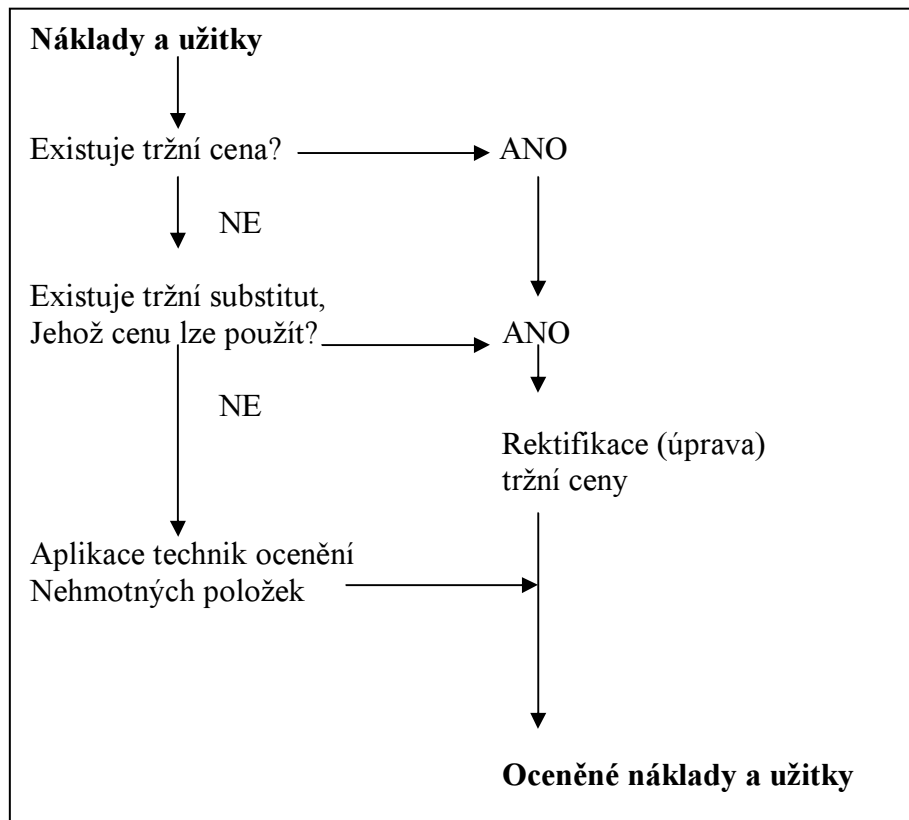 Náklady a užitky
Existuje tržní cena?
ANO
NE
Existuje tržní substitut,
Jehož cenu lze použít?
ANO
NE
Rektifikace (úprava)
tržní ceny
Aplikace technik ocenění
Nehmotných položek
Oceněné náklady a užitky